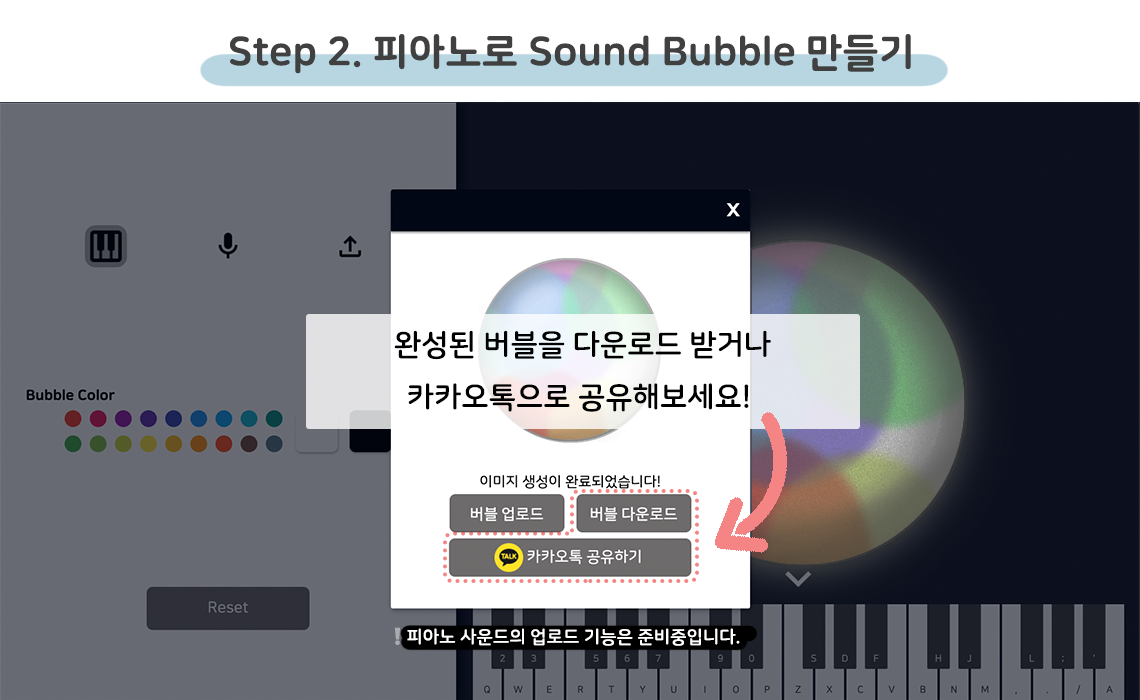 Step 2. 피아노로 Sound Bubble 만들기
X
완성된 버블을 다운로드 받거나
카카오톡으로 공유해보세요!
Bubble Color
이미지 생성이 완료되었습니다!
버블 업로드
버블 다운로드
TALK 카카오톡 공유하기
Reset
! 피아노 사운드의 업로드 기능은 준비중입니다.
2 3 5 6 7 9 0 S D F H J L ; '
Q W E R T Y U I O P Z X C V B N M , . / A